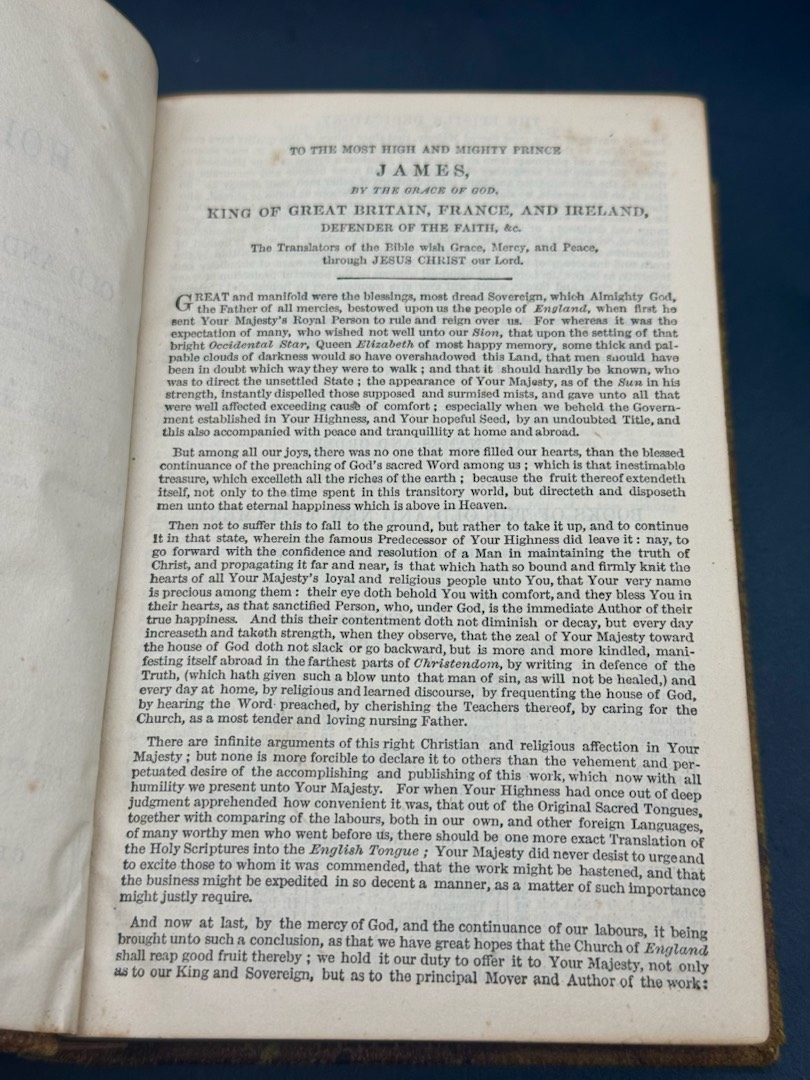 TO THE MOST HIGH AND MIGHTY PRINCE
JAMES,
BY THE GRACE OF GOD,
KING OF GREAT BRITAIN, FRANCE, AND IRELAND,
DEFENDER OF THE FAITH, &c.
The Translators of the Bible wish Grace, Mercy, and Peace,
through JESUS CHRIST our Lord.
GREAT and manifold were the blessings, most dread Sovereign, which Almighty God,
the Father of all mercies, bestowed upon us the people of England, when first he
sent Your Majesty's Royal Person to rule and reign over us. For whereas it was the
expectation of many, who wished not well unto our Sion, that upon the setting of that
bright Occidental Star, Queen Elizabeth of most happy memory, some thick and pal-
pable clouds of darkness would so have overshadowed this Land, that men should have
been in doubt which way they were to walk; and that it should hardly be known, who
was to direct the unsettled State; the appearance of Your Majesty, as of the Sun in his
strength, instantly dispelled those supposed and surmised mists, and gave unto all that
were well affected exceeding cause of comfort; especially when we beheld the Govern-
ment established in Your Highness, and Your hopeful Seed, by an undoubted Title, and
this also accompanied with peace and tranquillity at home and abroad.
But among all our joys, there was no one that more filled our hearts, than the blessed
continuance of the preaching of God's sacred Word among us; which is that inestimable
treasure, which excelleth all the riches of the earth; because the fruit thereof extendeth
itself, not only to the time spent in this transitory world, but directeth and disposeth
men unto that eternal happiness which is above in Heaven.
Then not to suffer this to fall to the ground, but rather to take it up, and to continue
it in that state, wherein the famous Predecessor of Your Highness did leave it: nay, to
go forward with the confidence and resolution of a Man in maintaining the truth of
Christ, and propagating it far and near, is that which hath so bound and firmly knit the
hearts of all Your Majesty's loyal and religious people unto You, that Your very name
is precious among them: their eye doth behold You with comfort, and they bless You in
their hearts, as that sanctified Person, who, under God, is the immediate Author of their
true happiness. And this their contentment doth not diminish or decay, but every day
increaseth and taketh strength, when they observe, that the zeal of Your Majesty toward
the house of God doth not slack or go backward, but is more and more kindled, mani-
festing itself abroad in the farthest parts of Christendom, by writing in defence of the
Truth, (which hath given such a blow unto that man of sin, as will not be healed,) and
every day at home, by religious and learned discourse, by frequenting the house of God,
by hearing the Word preached, by cherishing the Teachers thereof, by caring for the
Church, as a most tender and loving nursing Father.
There are infinite arguments of this right Christian and religious affection in Your
Majesty; but none is more forcible to declare it to others than the vehement and per-
petuated desire of the accomplishing and publishing of this work, which now with all
humility we present unto Your Majesty. For when Your Highness had once out of deep
judgment apprehended how convenient it was, that out of the Original Sacred Tongues,
together with comparing of the labours, both in our own, and other foreign Languages,
of many worthy men who went before us, there should be one more exact Translation of
the Holy Scriptures into the English Tongue; Your Majesty did never desist to urge and
to excite those to whom it was commended, that the work might be hastened, and that
the business might be expedited in so decent a manner, as a matter of such importance
might justly require.
And now at last, by the mercy of God, and the continuance of our labours, it being
brought unto such a conclusion, as that we have great hopes that the Church of England
shall reap good fruit thereby; we hold it our duty to offer it to Your Majesty, not only
as to our King and Sovereign, but as to the principal Mover and Author of the work: